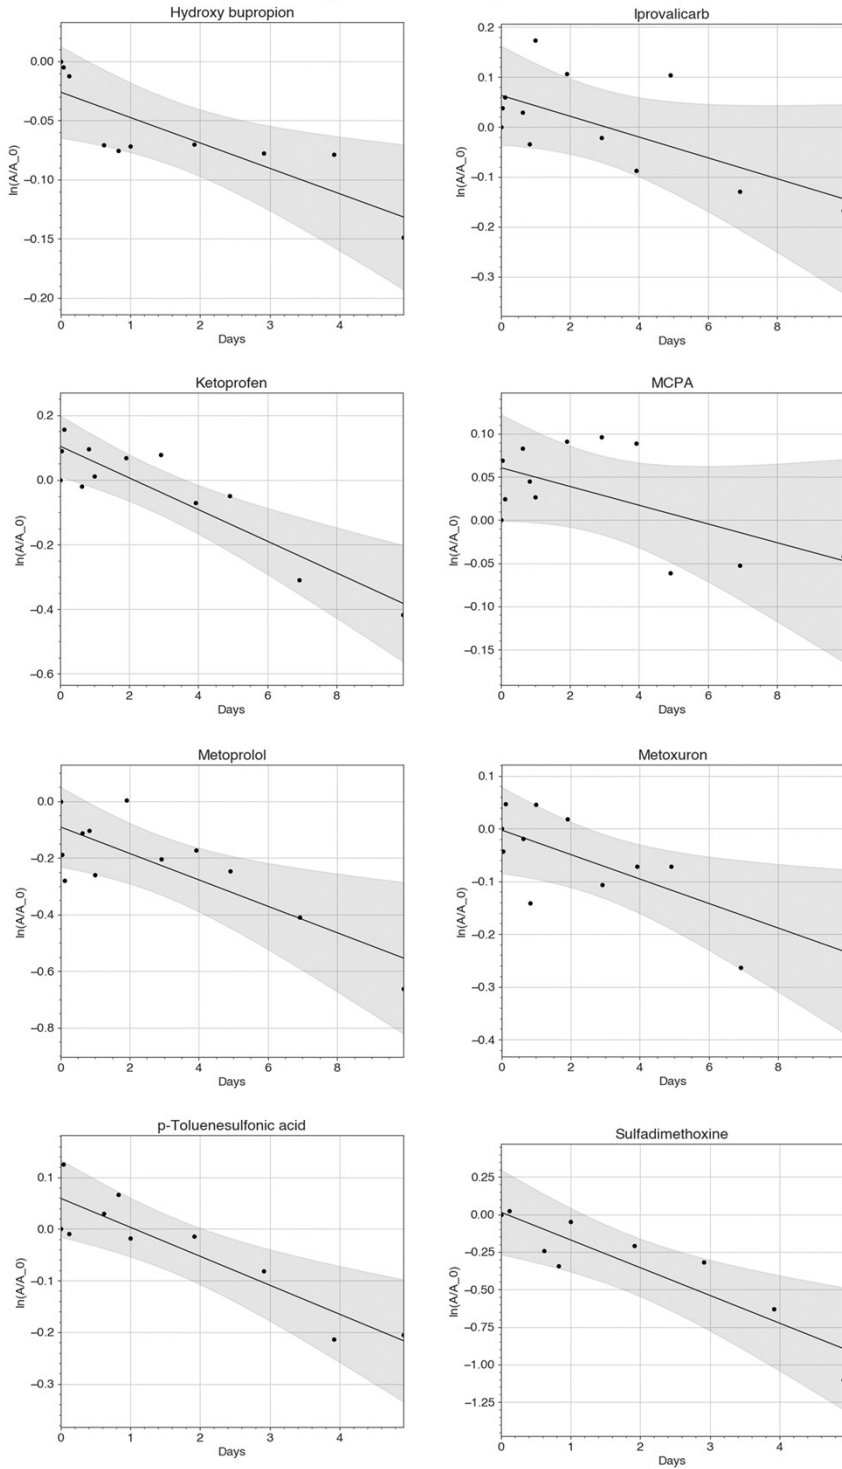 Hydroxy bupropion
0.00
−0.05
−0.10
−0.15
−0.20
ln(A/A_0)
0 1 2 3 4
Days
Iprovalicarb
0.2
0.1
0.0
−0.1
−0.2
−0.3
ln(A/A_0)
0 2 4 6 8
Days
Ketoprofen
0.2
0.0
−0.2
−0.4
−0.6
ln(A/A_0)
0 2 4 6 8
Days
MCPA
0.10
0.05
0.00
−0.05
−0.10
−0.15
ln(A/A_0)
0 2 4 6 8
Days
Metoprolol
0.0
−0.2
−0.4
−0.6
−0.8
ln(A/A_0)
0 2 4 6 8
Days
Metoxuron
0.1
0.0
−0.1
−0.2
−0.3
−0.4
ln(A/A_0)
0 2 4 6 8
Days
p-Toluenesulfonic acid
0.1
0.0
−0.1
−0.2
−0.3
ln(A/A_0)
0 1 2 3 4
Days
Sulfadimethoxine
0.25
0.00
−0.25
−0.50
−0.75
−1.00
−1.25
ln(A/A_0)
0 1 2 3 4
Days